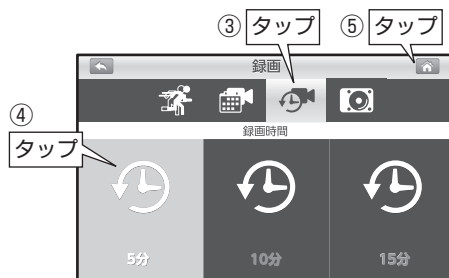 ③ タップ ⑤ タップ
録画
録画時間
④
タップ
5分 10分 15分